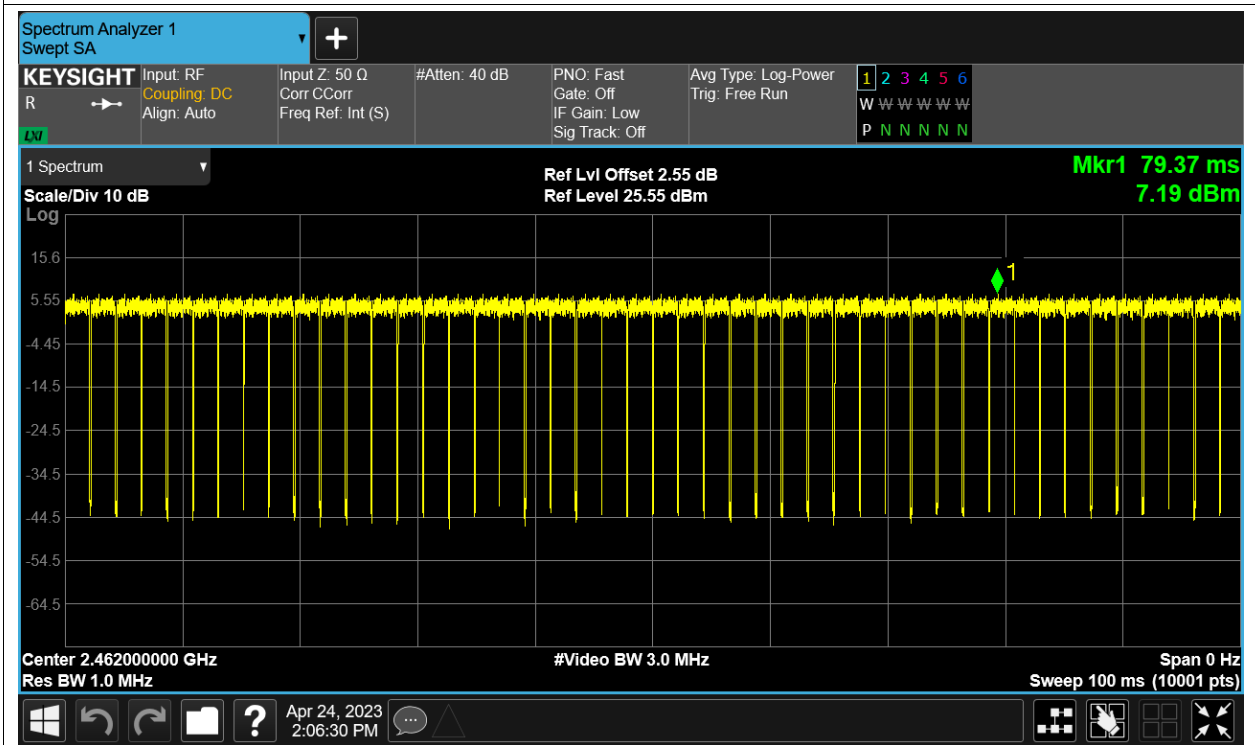 Spectrum Analyzer 1
Swept SA
KEYSIGHT
R
LXI
Input: RF
Coupling: DC
Align: Auto
Input Z: 50 Ω
Corr CCorr
Freq Ref: Int (S)
#Atten: 40 dB
PNO: Fast
Gate: Off
IF Gain: Low
Sig Track: Off
Avg Type: Log-Power
Trig: Free Run
1 2 3 4 5 6
W W W W W W
P N N N N N
1 Spectrum
Scale/Div 10 dB
Ref Lvl Offset 2.55 dB
Ref Level 25.55 dBm
Mkr1 79.37 ms
7.19 dBm
Log
15.6
5.55
-4.45
-14.5
-24.5
-34.5
-44.5
-54.5
-64.5
1
Center 2.462000000 GHz
Res BW 1.0 MHz
#Video BW 3.0 MHz
Span 0 Hz
Sweep 100 ms (10001 pts)
?
Apr 24, 2023
2:06:30 PM